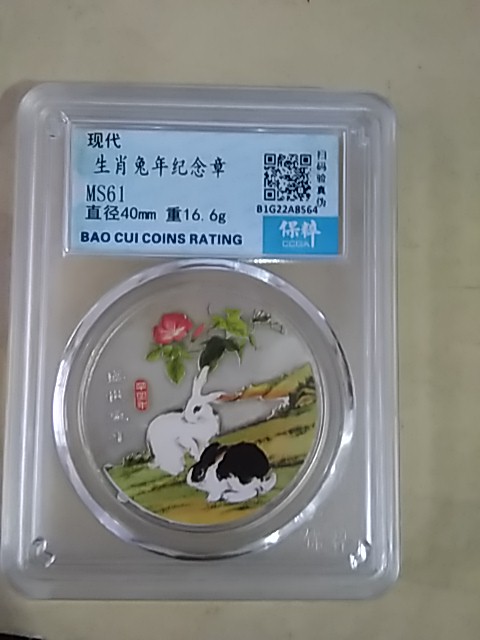 现代
生肖兔年纪念章
MS61
直径40mm 重16.6g
BAO CUI COINS RATING
扫码验真伪
B1G22AB564
保粹
CCGA